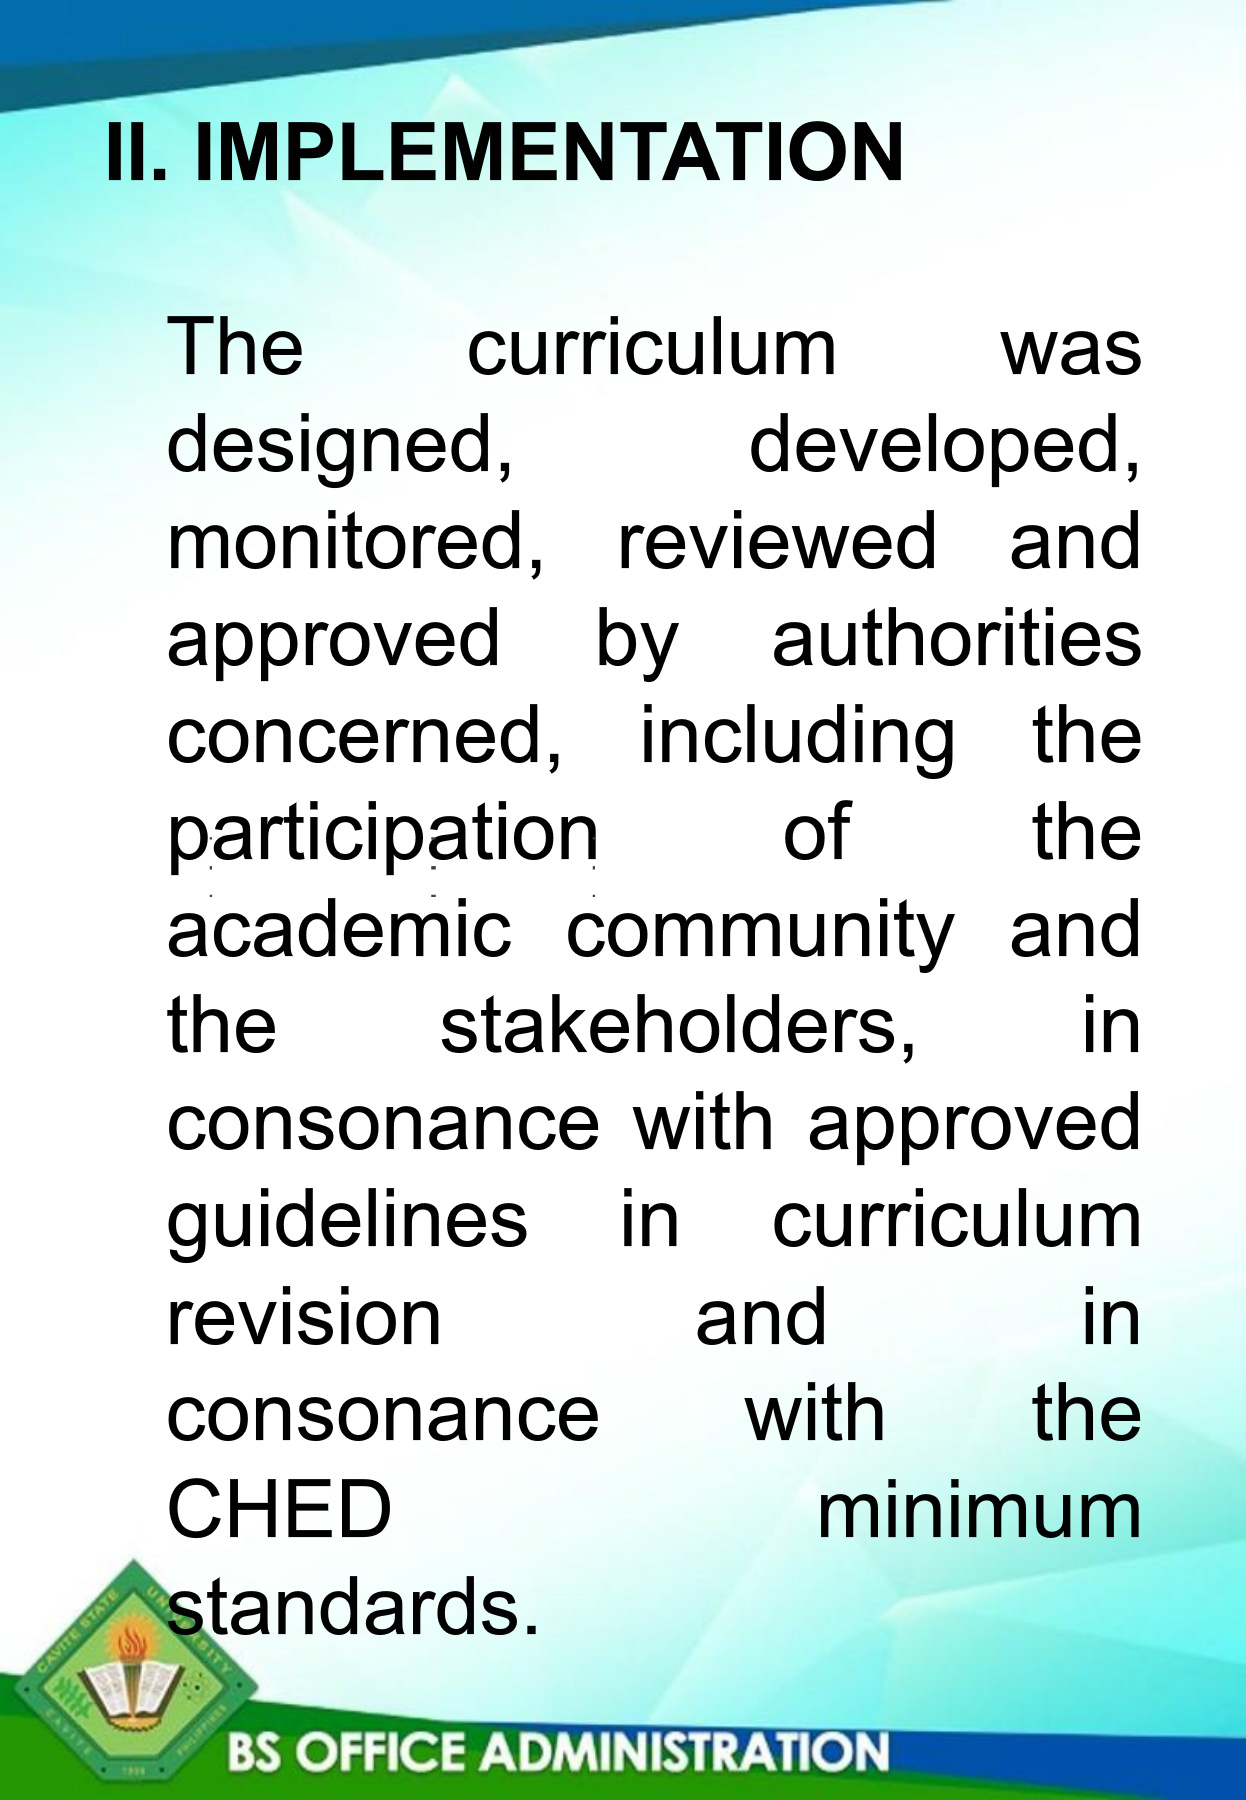 II. IMPLEMENTATION
The curriculum was
designed, developed,
monitored, reviewed and
approved by authorities
concerned, including the
participation of the
academic community and
the stakeholders, in
consonance with approved
guidelines in curriculum
revision and in
consonance with the
CHED minimum
standards.
CAVITE STATE UNIVERSITY
CAVITE
PHILIPPINES
1906
BS OFFICE ADMINISTRATION